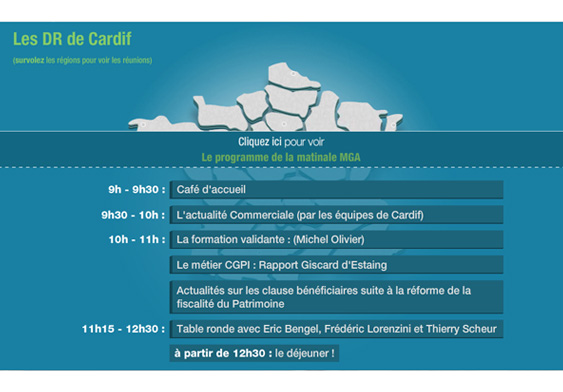 Les DR de Cardif
(survolez les régions pour voir les réunions)
Cliquez ici pour voir
Le programme de la matinale MGA
9h - 9h30 : Café d'accueil
9h30 - 10h : L'actualité Commerciale (par les équipes de Cardif)
10h - 11h : La formation validante : (Michel Olivier)
Le métier CGPI : Rapport Giscard d'Estaing
Actualités sur les clause bénéficiaires suite à la réforme de la
fiscalité du Patrimoine
11h15 - 12h30 : Table ronde avec Eric Bengel, Frédéric Lorenzini et Thierry Scheur
à partir de 12h30 : le déjeuner !